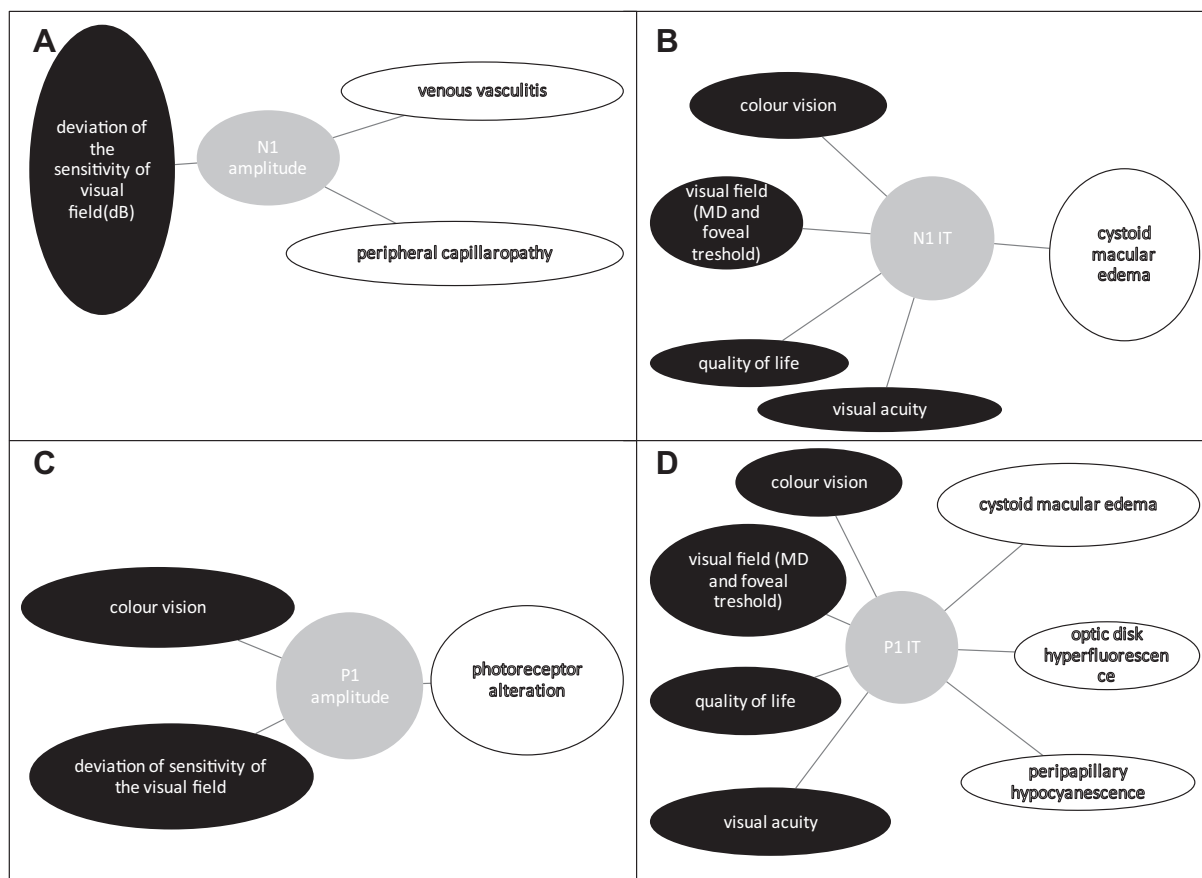 A
deviation of
the
sensitivity of
visual
field(dB)
N1
amplitude
venous vasculitis
peripheral capillaropathy
B
colour vision
visual field
(MD and
foveal
treshold)
N1 IT
cystoid
macular
edema
quality of life
visual acuity
C
colour vision
P1
amplitude
photoreceptor
alteration
deviation of sensitivity of
the visual field
D
colour vision
cystoid macular edema
visual field (MD
and foveal
treshold)
P1 IT
optic disk
hyperfluorescen
ce
quality of life
peripapillary
hypocyanescence
visual acuity